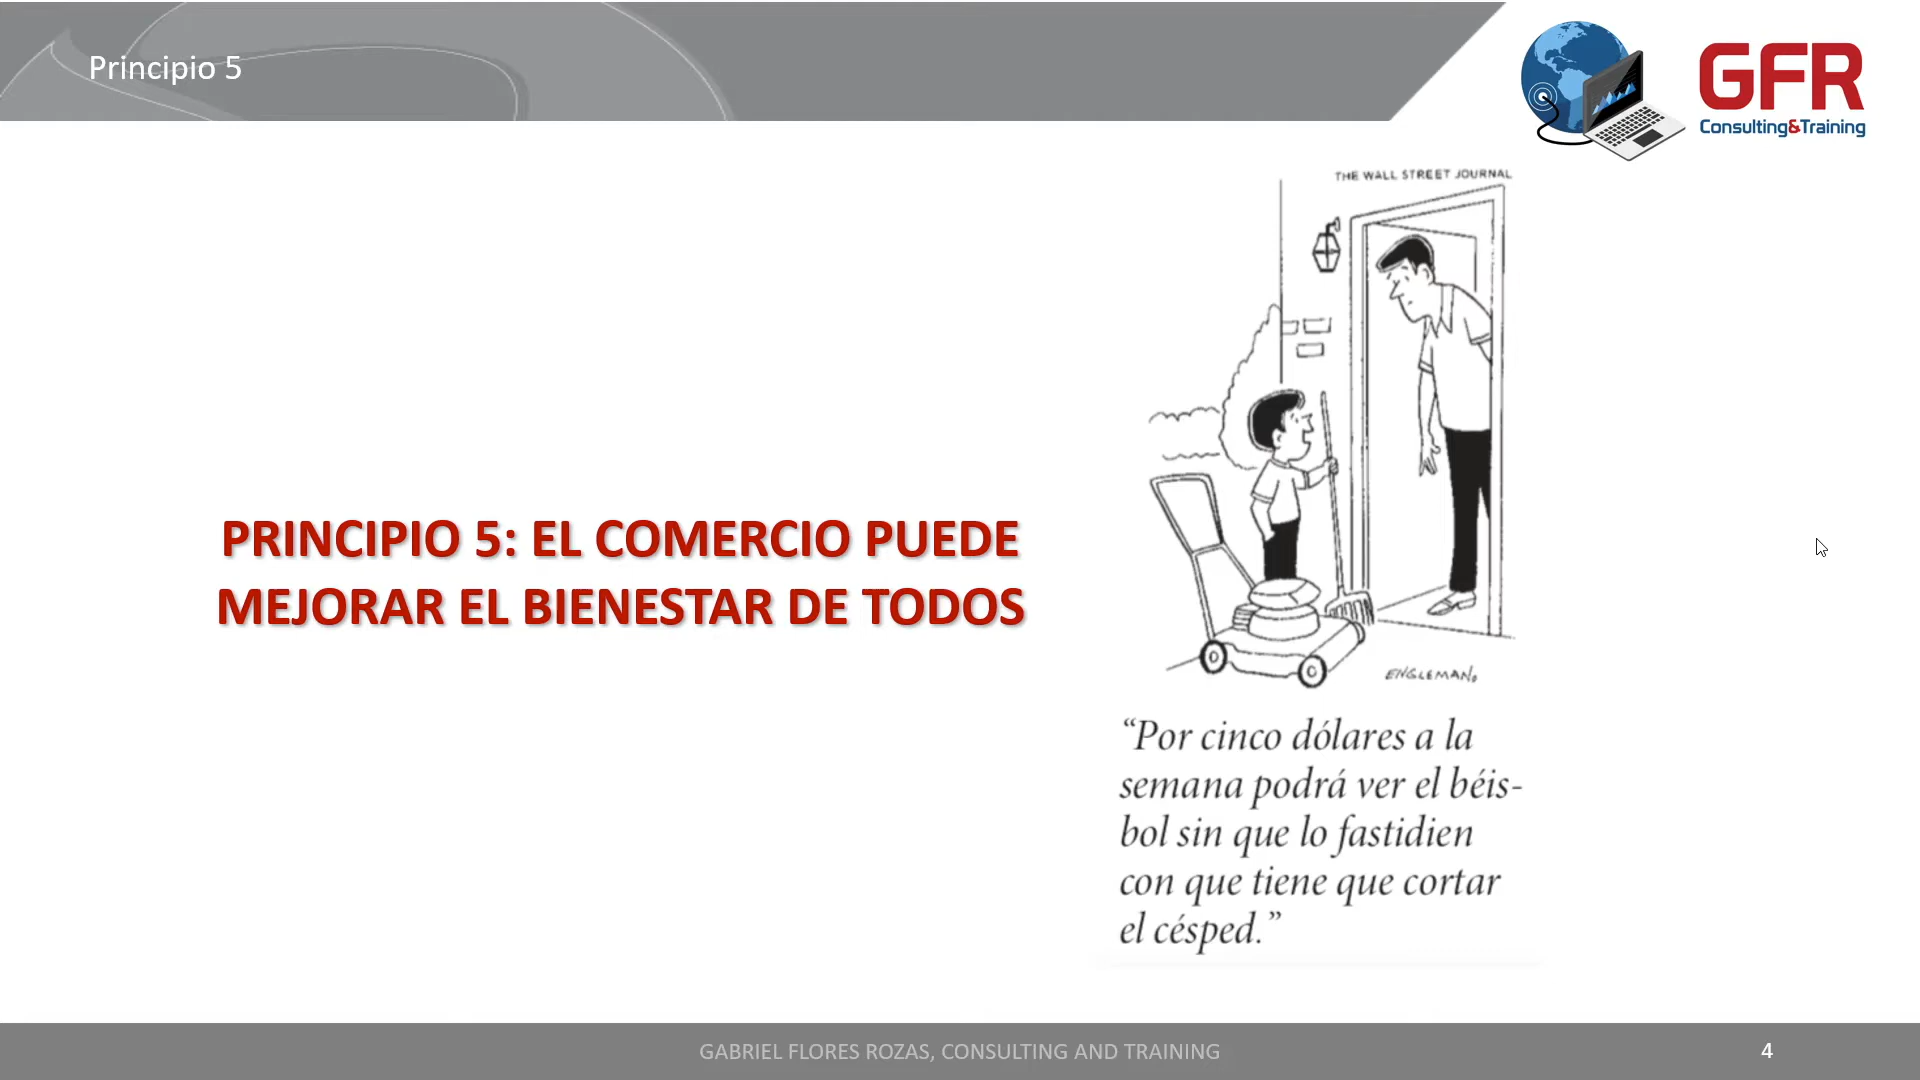 Principio 5
GFR
Consulting&Training
THE WALL STREET JOURNAL
PRINCIPIO 5: EL COMERCIO PUEDE
MEJORAR EL BIENESTAR DE TODOS
ENGLEMAN.
“Por cinco dólares a la
semana podrá ver el béis-
bol sin que lo fastidien
con que tiene que cortar
el césped.”
GABRIEL FLORES ROZAS, CONSULTING AND TRAINING
4